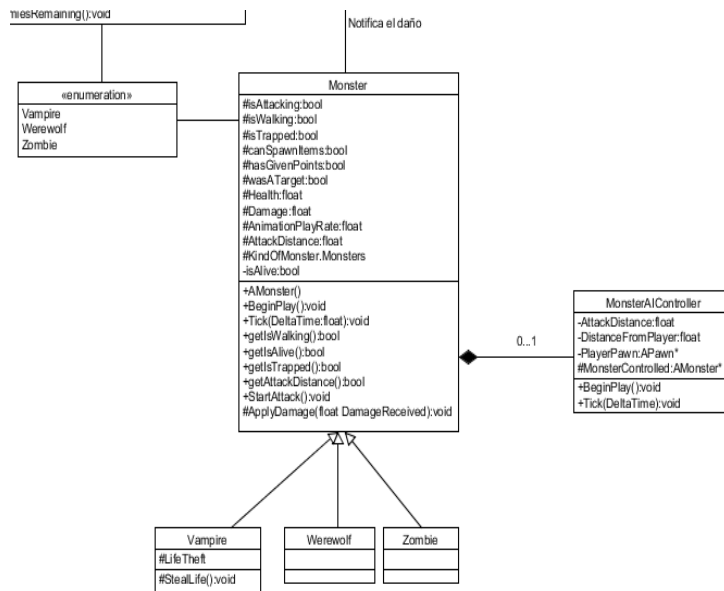 miesRemaining():void
Notifica el daño
«enumeration»
Vampire
Werewolf
Zombie
Monster
#isAttacking:bool
#isWalking:bool
#isTrapped:bool
#canSpawnItems:bool
#hasGivenPoints:bool
#wasATarget:bool
#Health:float
#Damage:float
#AnimationPlayRate:float
#AttackDistance:float
#KindOfMonster.Monsters
-isAlive:bool
+AMonster()
+BeginPlay():void
+Tick(DeltaTime:float):void
+getIsWalking():bool
+getIsAlive():bool
+getIsTrapped():bool
+getAttackDistance():bool
+StartAttack():void
#ApplyDamage(float DamageReceived):void
0...1
MonsterAIController
-AttackDistance:float
-DistanceFromPlayer:float
-PlayerPawn:APawn*
#MonsterControlled:AMonster*
+BeginPlay():void
+Tick(DeltaTime):void
Vampire
#LifeTheft
#StealLife():void
Werewolf
Zombie